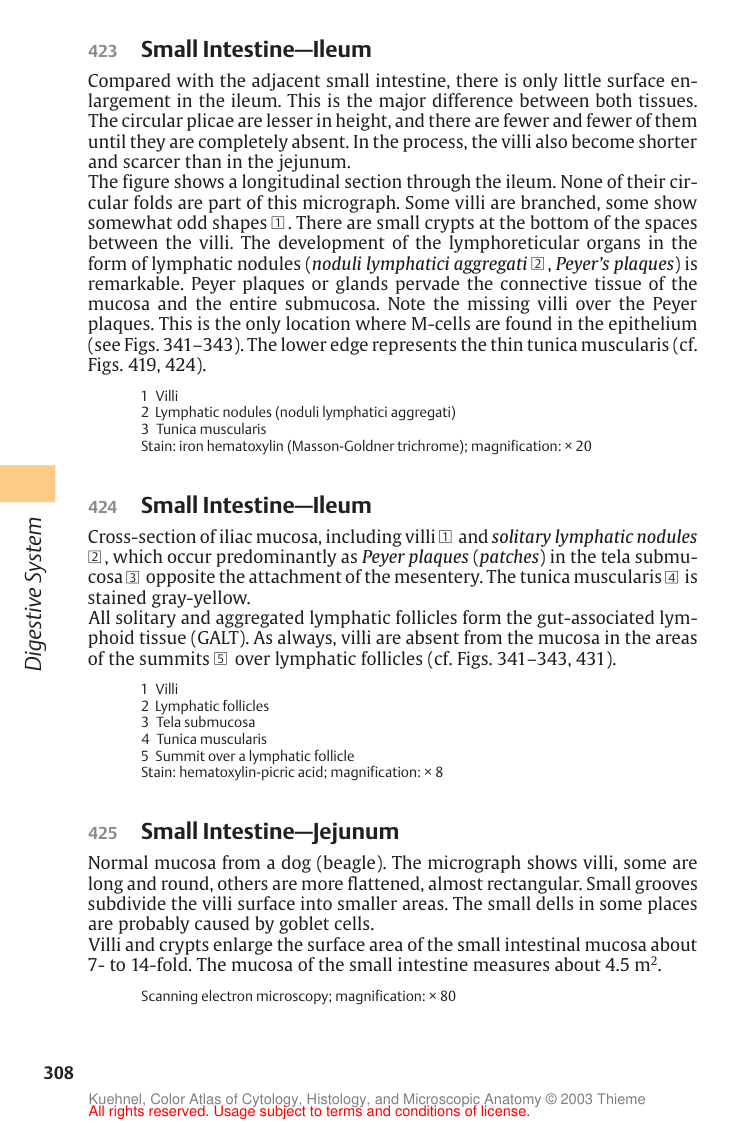 423 Small Intestine—Ileum
Compared with the adjacent small intestine, there is only little surface en-
largement in the ileum. This is the major difference between both tissues.
The circular plicae are lesser in height, and there are fewer and fewer of them
until they are completely absent. In the process, the villi also become shorter
and scarcer than in the jejunum.
The figure shows a longitudinal section through the ileum. None of their cir-
cular folds are part of this micrograph. Some villi are branched, some show
somewhat odd shapes 1. There are small crypts at the bottom of the spaces
between the villi. The development of the lymphoreticular organs in the
form of lymphatic nodules (noduli lymphatici aggregati 2, Peyer's plaques) is
remarkable. Peyer plaques or glands pervade the connective tissue of the
mucosa and the entire submucosa. Note the missing villi over the Peyer
plaques. This is the only location where M-cells are found in the epithelium
(see Figs. 341–343). The lower edge represents the thin tunica muscularis (cf.
Figs. 419, 424).
1 Villi
2 Lymphatic nodules (noduli lymphatici aggregati)
3 Tunica muscularis
Stain: iron hematoxylin (Masson-Goldner trichrome); magnification: × 20
424 Small Intestine—Ileum
Cross-section of iliac mucosa, including villi 1 and solitary lymphatic nodules
2, which occur predominantly as Peyer plaques (patches) in the tela submu-
cosa 3 opposite the attachment of the mesentery. The tunica muscularis 4 is
stained gray-yellow.
All solitary and aggregated lymphatic follicles form the gut-associated lym-
phoid tissue (GALT). As always, villi are absent from the mucosa in the areas
of the summits 5 over lymphatic follicles (cf. Figs. 341–343, 431).
1 Villi
2 Lymphatic follicles
3 Tela submucosa
4 Tunica muscularis
5 Summit over a lymphatic follicle
Stain: hematoxylin-picric acid; magnification: × 8
425 Small Intestine—Jejunum
Normal mucosa from a dog (beagle). The micrograph shows villi, some are
long and round, others are more flattened, almost rectangular. Small grooves
subdivide the villi surface into smaller areas. The small dells in some places
are probably caused by goblet cells.
Villi and crypts enlarge the surface area of the small intestinal mucosa about
7- to 14-fold. The mucosa of the small intestine measures about 4.5 m².
Scanning electron microscopy; magnification: × 80
Digestive System
308
Kuehnel, Color Atlas of Cytology, Histology, and Microscopic Anatomy © 2003 Thieme
All rights reserved. Usage subject to terms and conditions of license.